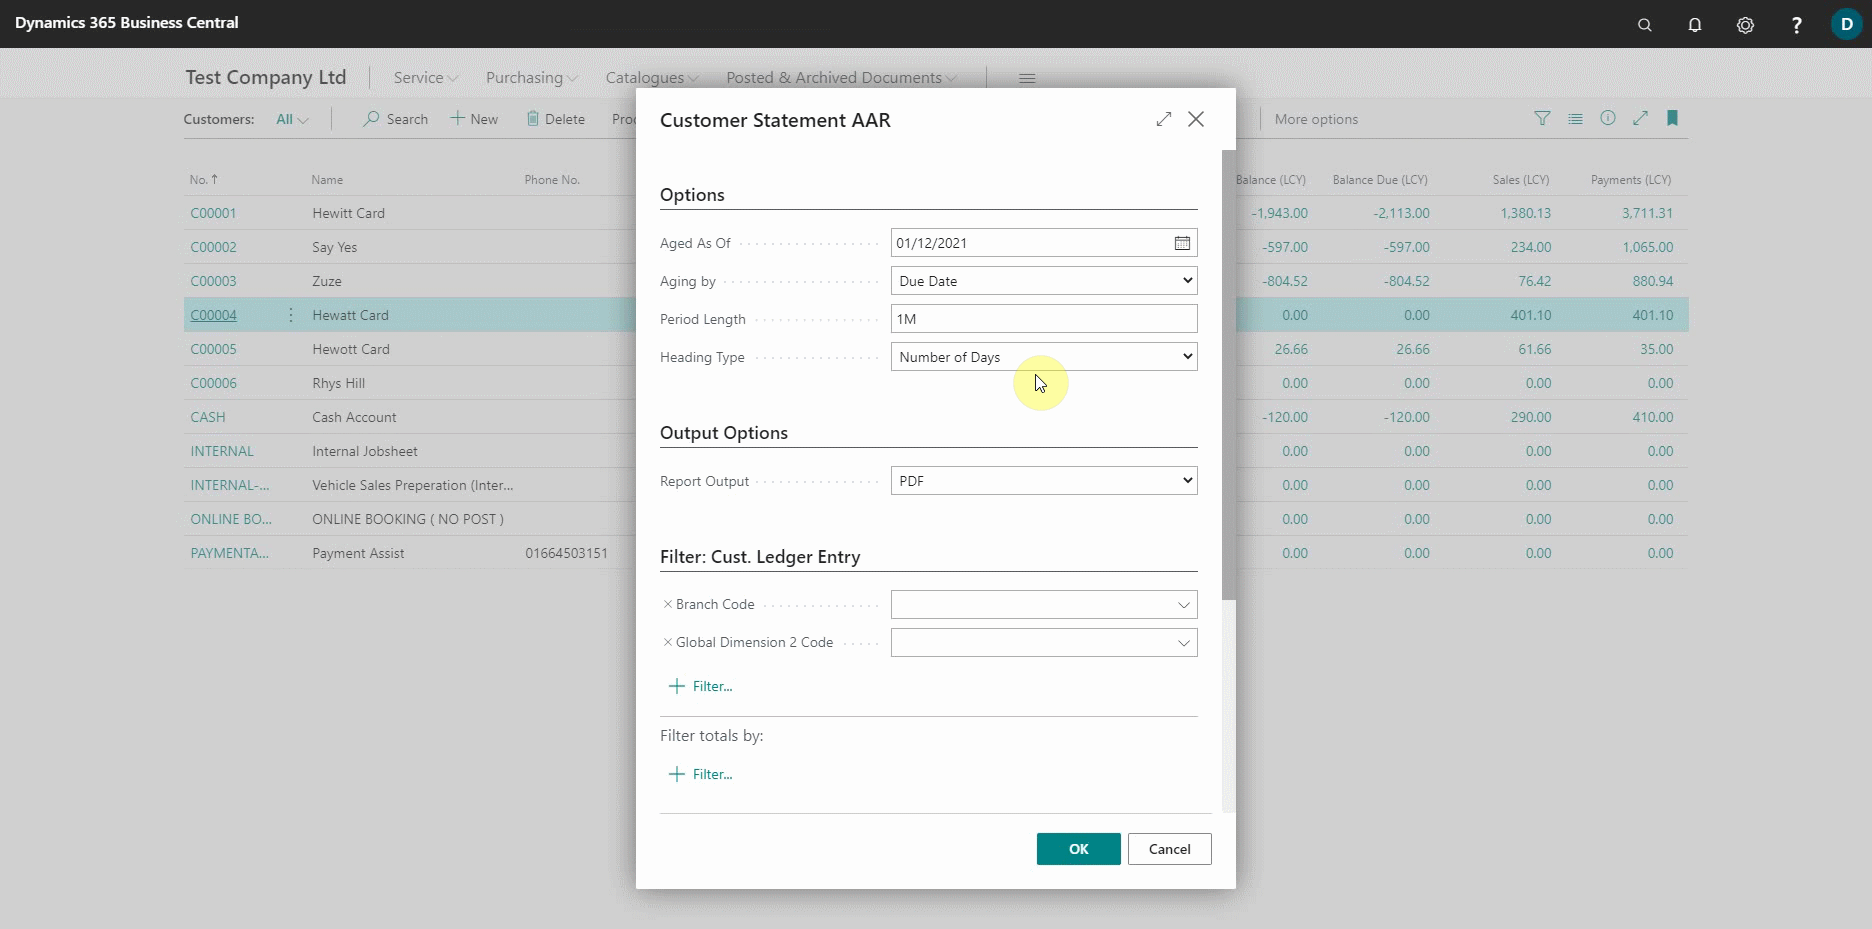 Dynamics 365 Business Central
? D
Test Company Ltd Service Purchasing Catalogues Posted & Archived Documents
Customers: All Search New Delete More options
Customer Statement AAR
No. ↑ Name Phone No. Balance (LCY) Balance Due (LCY) Sales (LCY) Payments (LCY)
C00001 Hewitt Card -1,943.00 -2,113.00 1,380.13 3,711.31
C00002 Say Yes -597.00 -597.00 234.00 1,065.00
C00003 Zuze -804.52 -804.52 76.42 880.94
C00004 Hewatt Card 0.00 0.00 401.10 401.10
C00005 Hewott Card 26.66 26.66 61.66 35.00
C00006 Rhys Hill 0.00 0.00 0.00 0.00
CASH Cash Account -120.00 -120.00 290.00 410.00
INTERNAL Internal Jobsheet 0.00 0.00 0.00 0.00
INTERNAL-... Vehicle Sales Preperation (Inter... 0.00 0.00 0.00 0.00
ONLINE BO... ONLINE BOOKING ( NO POST ) 0.00 0.00 0.00 0.00
PAYMENTA... Payment Assist 01664503151 0.00 0.00 0.00 0.00
Options
Aged As Of 01/12/2021
Aging by Due Date
Period Length 1M
Heading Type Number of Days
Output Options
Report Output PDF
Filter: Cust. Ledger Entry
× Branch Code
× Global Dimension 2 Code
+ Filter...
Filter totals by:
+ Filter...
OK Cancel